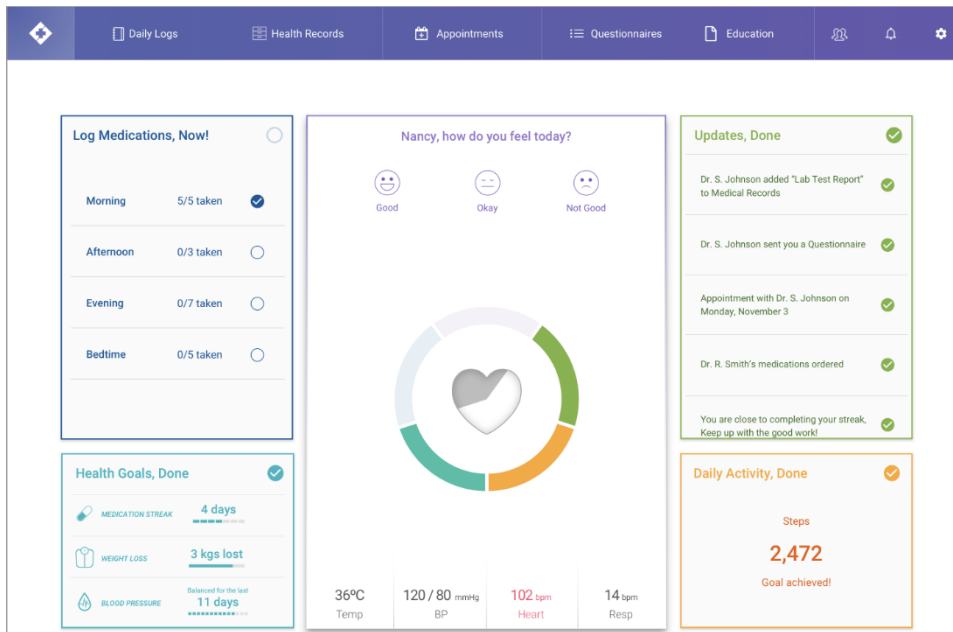 Daily Logs
Health Records
Appointments
Questionnaires
Education
Log Medications, Now!
Morning 5/5 taken
Afternoon 0/3 taken
Evening 0/7 taken
Bedtime 0/5 taken
Health Goals, Done
MEDICATION STREAK 4 days
WEIGHT LOSS 3 kgs lost
Balanced for the last
BLOOD PRESSURE 11 days
Nancy, how do you feel today?
Good Okay Not Good
36ºC 120 / 80 mmHg 102 bpm 14 bpm
Temp BP Heart Resp
Updates, Done
Dr. S. Johnson added “Lab Test Report”
to Medical Records
Dr. S. Johnson sent you a Questionnaire
Appointment with Dr. S. Johnson on
Monday, November 3
Dr. R. Smith’s medications ordered
You are close to completing your streak,
Keep up with the good work!
Daily Activity, Done
Steps
2,472
Goal achieved!